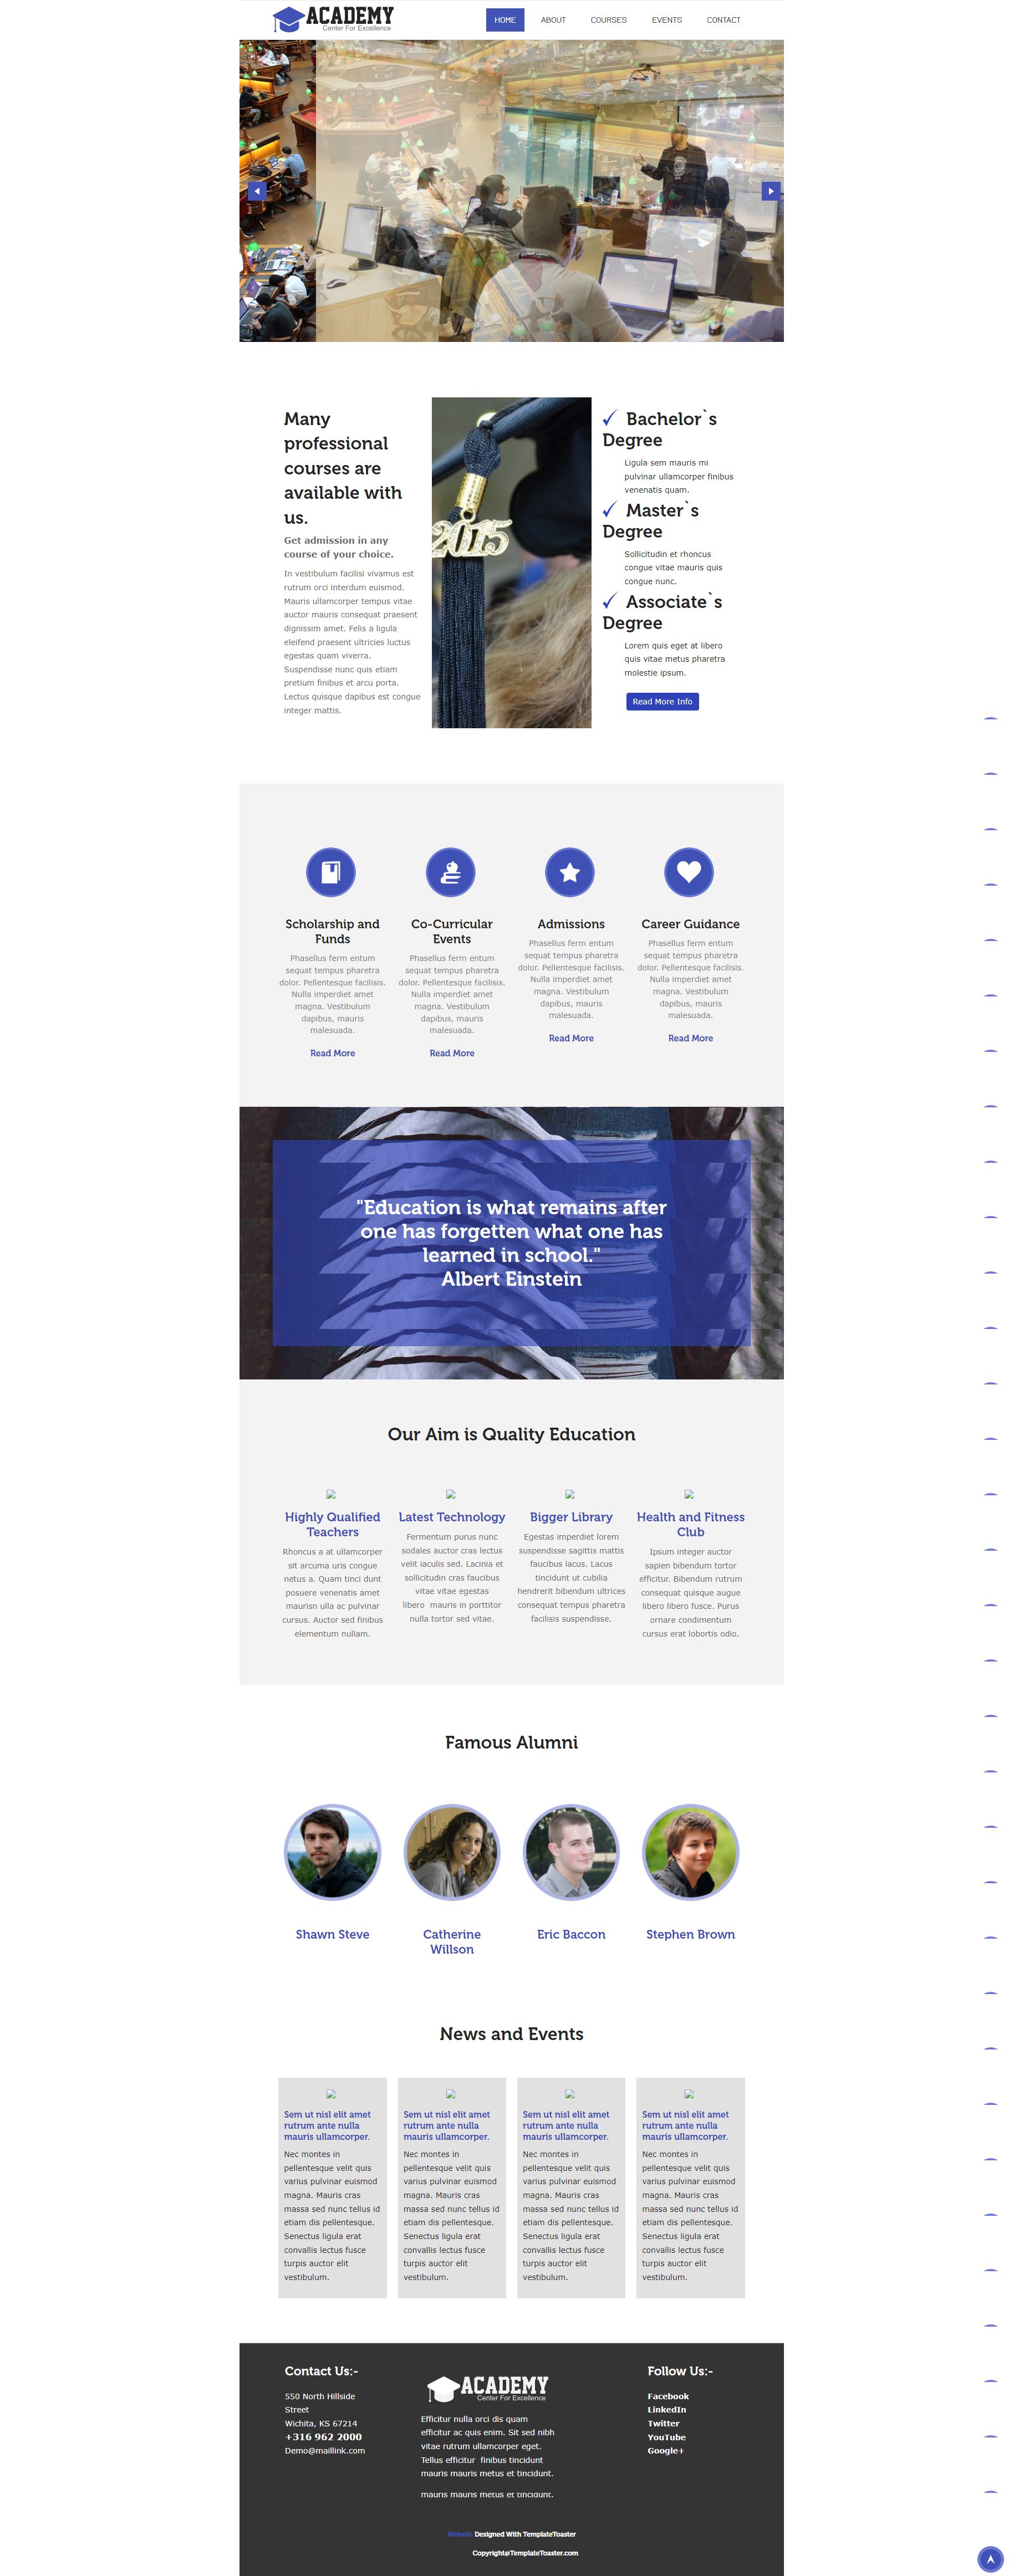 ACADEMY
Center For Excellence
HOME ABOUT COURSES EVENTS CONTACT
Many
professional
courses are
available with
us.
Get admission in any
course of your choice.
In vestibulum facilisi vivamus est
rutrum orci interdum euismod.
Mauris ullamcorper tempus vitae
auctor mauris consequat praesent
dignissim amet. Felis a ligula
eleifend praesent ultricies luctus
egestas quam viverra.
Suspendisse nunc quis etiam
pretium finibus et arcu porta.
Lectus quisque dapibus est congue
integer mattis.
2015
Bachelor`s
Degree
Ligula sem mauris mi
pulvinar ullamcorper finibus
venenatis quam.
Master`s
Degree
Sollicitudin et rhoncus
congue vitae mauris quis
congue nunc.
Associate`s
Degree
Lorem quis eget at libero
quis vitae metus pharetra
molestie ipsum.
Read More Info
Scholarship and
Funds
Phasellus ferm entum
sequat tempus pharetra
dolor. Pellentesque facilisis.
Nulla imperdiet amet
magna. Vestibulum
dapibus, mauris
malesuada.
Read More
Co-Curricular
Events
Phasellus ferm entum
sequat tempus pharetra
dolor. Pellentesque facilisis.
Nulla imperdiet amet
magna. Vestibulum
dapibus, mauris
malesuada.
Read More
Admissions
Phasellus ferm entum
sequat tempus pharetra
dolor. Pellentesque facilisis.
Nulla imperdiet amet
magna. Vestibulum
dapibus, mauris
malesuada.
Read More
Career Guidance
Phasellus ferm entum
sequat tempus pharetra
dolor. Pellentesque facilisis.
Nulla imperdiet amet
magna. Vestibulum
dapibus, mauris
malesuada.
Read More
"Education is what remains after
one has forgetten what one has
learned in school."
Albert Einstein
Our Aim is Quality Education
Highly Qualified
Teachers
Rhoncus a at ullamcorper
sit arcuma uris congue
netus a. Quam tinci dunt
posuere venenatis amet
maurisn ulla ac pulvinar
cursus. Auctor sed finibus
elementum nullam.
Latest Technology
Fermentum purus nunc
sodales auctor cras lectus
velit iaculis sed. Lacinia et
sollicitudin cras faucibus
vitae vitae egestas
libero mauris in porttitor
nulla tortor sed vitae.
Bigger Library
Egestas imperdiet lorem
suspendisse sagittis mattis
faucibus lacus. Lacus
tincidunt ut cubilia
hendrerit bibendum ultrices
consequat tempus pharetra
facilisis suspendisse.
Health and Fitness
Club
Ipsum integer auctor
sapien bibendum tortor
efficitur. Bibendum rutrum
consequat quisque augue
libero libero fusce. Purus
ornare condimentum
cursus erat lobortis odio.
Famous Alumni
Shawn Steve
Catherine
Willson
Eric Baccon
Stephen Brown
News and Events
Sem ut nisl elit amet
rutrum ante nulla
mauris ullamcorper.
Nec montes in
pellentesque velit quis
varius pulvinar euismod
magna. Mauris cras
massa sed nunc tellus id
etiam dis pellentesque.
Senectus ligula erat
convallis lectus fusce
turpis auctor elit
vestibulum.
Sem ut nisl elit amet
rutrum ante nulla
mauris ullamcorper.
Nec montes in
pellentesque velit quis
varius pulvinar euismod
magna. Mauris cras
massa sed nunc tellus id
etiam dis pellentesque.
Senectus ligula erat
convallis lectus fusce
turpis auctor elit
vestibulum.
Sem ut nisl elit amet
rutrum ante nulla
mauris ullamcorper.
Nec montes in
pellentesque velit quis
varius pulvinar euismod
magna. Mauris cras
massa sed nunc tellus id
etiam dis pellentesque.
Senectus ligula erat
convallis lectus fusce
turpis auctor elit
vestibulum.
Sem ut nisl elit amet
rutrum ante nulla
mauris ullamcorper.
Nec montes in
pellentesque velit quis
varius pulvinar euismod
magna. Mauris cras
massa sed nunc tellus id
etiam dis pellentesque.
Senectus ligula erat
convallis lectus fusce
turpis auctor elit
vestibulum.
Contact Us:-
550 North Hillside
Street
Wichita, KS 67214
+316 962 2000
Demo@maillink.com
ACADEMY
Center For Excellence
Efficitur nulla orci dis quam
efficitur ac quis enim. Sit sed nibh
vitae rutrum ullamcorper eget.
Tellus efficitur finibus tincidunt
mauris mauris metus et tincidunt.
mauris mauris metus et tincidunt.
Follow Us:-
Facebook
LinkedIn
Twitter
YouTube
Google+
Website Designed With TemplateToaster
Copyright@TemplateToaster.com